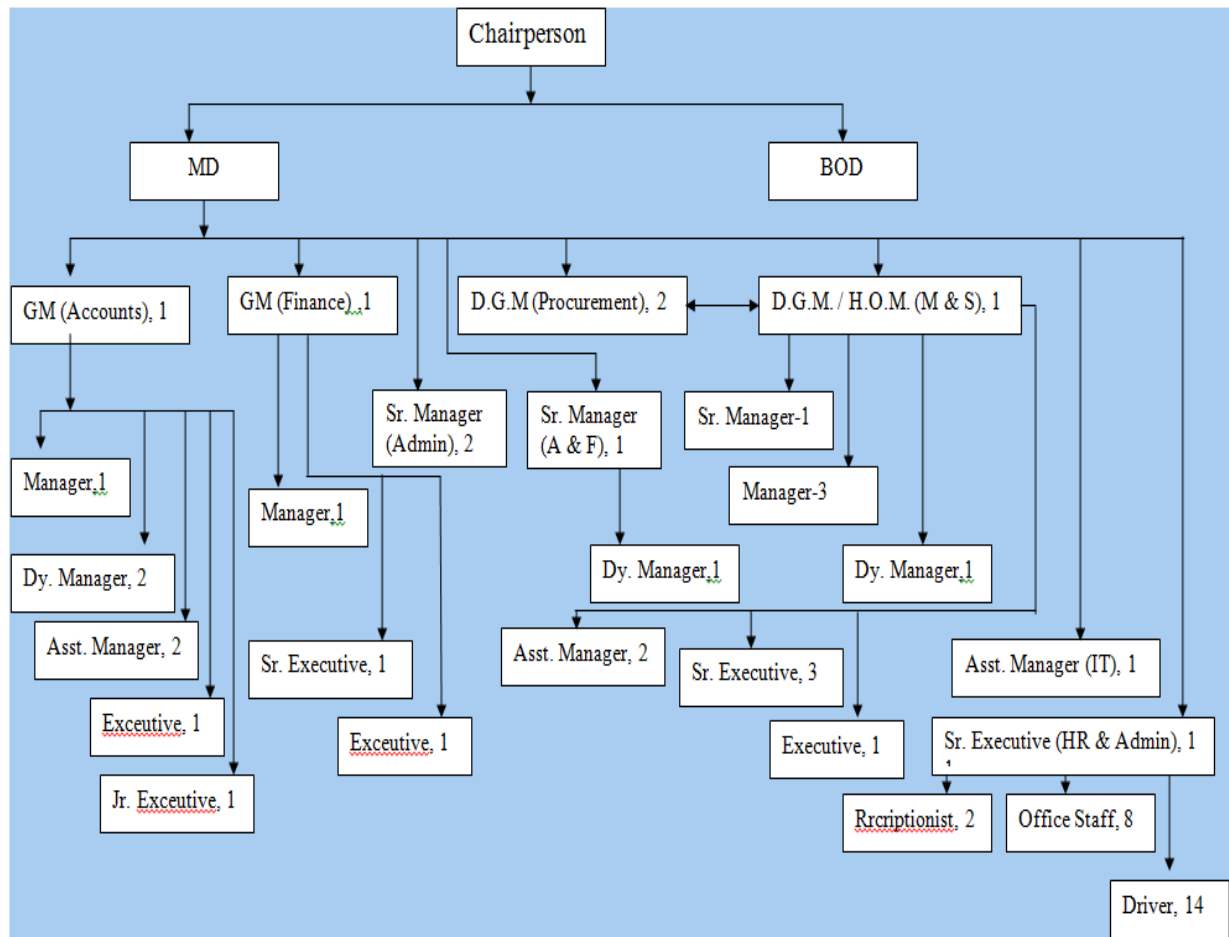 Chairperson
MD
BOD
GM (Accounts), 1
GM (Finance) ,1
D.G.M (Procurement), 2
D.G.M. / H.O.M. (M & S), 1
Sr. Manager
(Admin), 2
Sr. Manager
(A & F), 1
Sr. Manager-1
Manager,1
Manager,1
Manager-3
Dy. Manager, 2
Dy. Manager,1
Dy. Manager,1
Asst. Manager, 2
Sr. Executive, 1
Asst. Manager, 2
Sr. Executive, 3
Asst. Manager (IT), 1
Exceutive, 1
Exceutive, 1
Executive, 1
Sr. Executive (HR & Admin), 1
Jr. Exceutive, 1
Rrcriptionist, 2
Office Staff, 8
Driver, 14